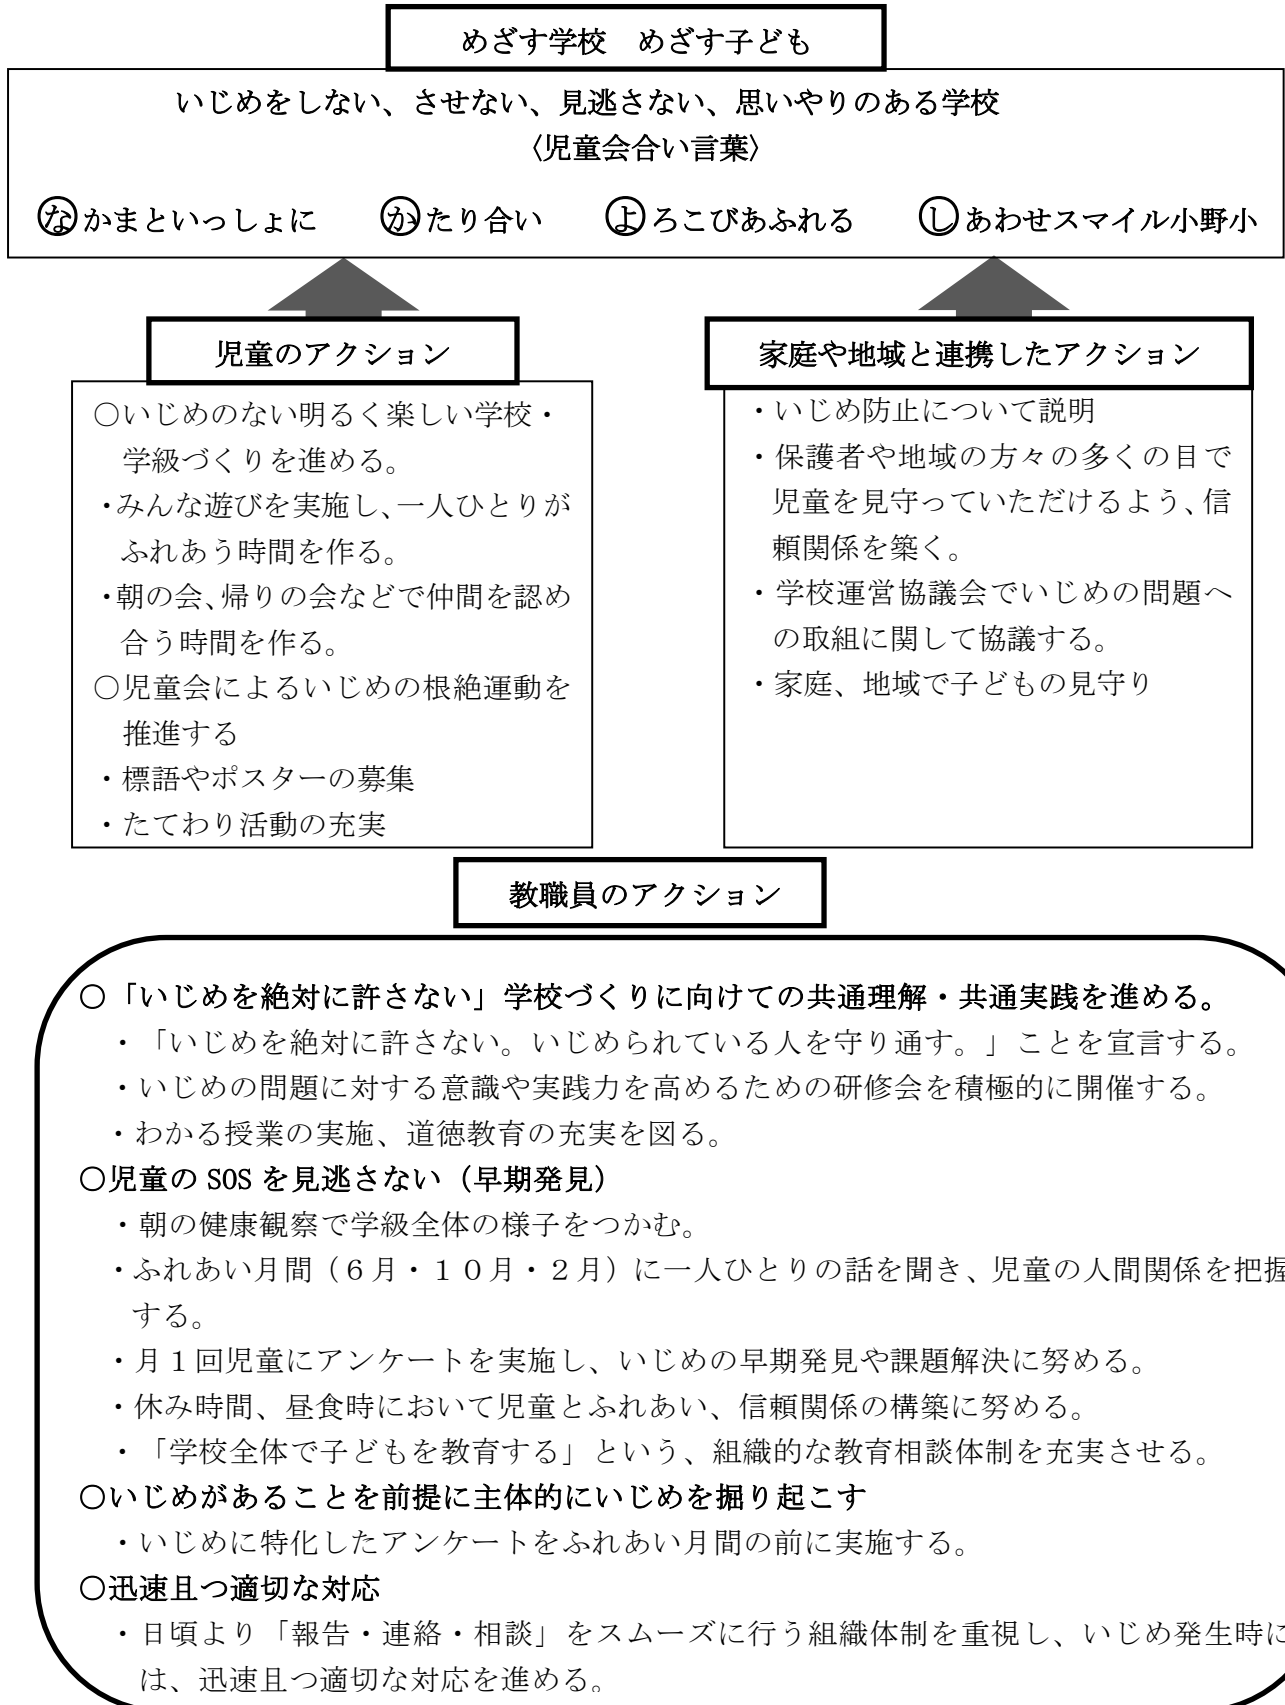 めざす学校　めざす子ども
いじめをしない、させない、見逃さない、思いやりのある学校
〈児童会合い言葉〉
なかまといっしょに　かたり合い　よろこびあふれる　しあわせスマイル小野小
児童のアクション
○いじめのない明るく楽しい学校・
学級づくりを進める。
・みんな遊びを実施し、一人ひとりが
ふれあう時間を作る。
・朝の会、帰りの会などで仲間を認め
合う時間を作る。
○児童会によるいじめの根絶運動を
推進する
・標語やポスターの募集
・たてわり活動の充実
家庭や地域と連携したアクション
・いじめ防止について説明
・保護者や地域の方々の多くの目で
児童を見守っていただけるよう、信
頼関係を築く。
・学校運営協議会でいじめの問題へ
の取組に関して協議する。
・家庭、地域で子どもの見守り
教職員のアクション
○「いじめを絶対に許さない」学校づくりに向けての共通理解・共通実践を進める。
・「いじめを絶対に許さない。いじめられている人を守り通す。」ことを宣言する。
・いじめの問題に対する意識や実践力を高めるための研修会を積極的に開催する。
・わかる授業の実施、道徳教育の充実を図る。
○児童の SOS を見逃さない（早期発見）
・朝の健康観察で学級全体の様子をつかむ。
・ふれあい月間（６月・１０月・２月）に一人ひとりの話を聞き、児童の人間関係を把握
する。
・月１回児童にアンケートを実施し、いじめの早期発見や課題解決に努める。
・休み時間、昼食時において児童とふれあい、信頼関係の構築に努める。
・「学校全体で子どもを教育する」という、組織的な教育相談体制を充実させる。
○いじめがあることを前提に主体的にいじめを掘り起こす
・いじめに特化したアンケートをふれあい月間の前に実施する。
○迅速且つ適切な対応
・日頃より「報告・連絡・相談」をスムーズに行う組織体制を重視し、いじめ発生時に
は、迅速且つ適切な対応を進める。